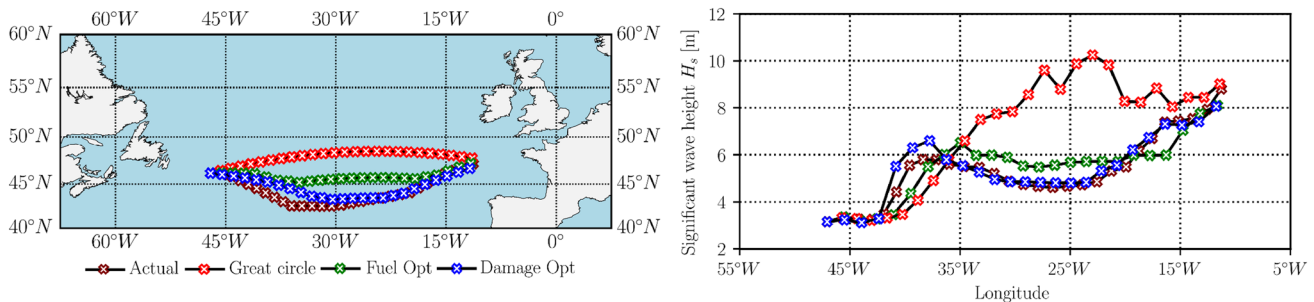 60°W 45°W 30°W 15°W 0°
60°N 60°N
55°N 55°N
50°N 50°N
45°N 45°N
40°N 40°N
60°W 45°W 30°W 15°W 0°
Actual Great circle Fuel Opt Damage Opt
Significant wave height Hₛ [m]
12
10
8
6
4
2
55°W 45°W 35°W 25°W 15°W 5°W
Longitude